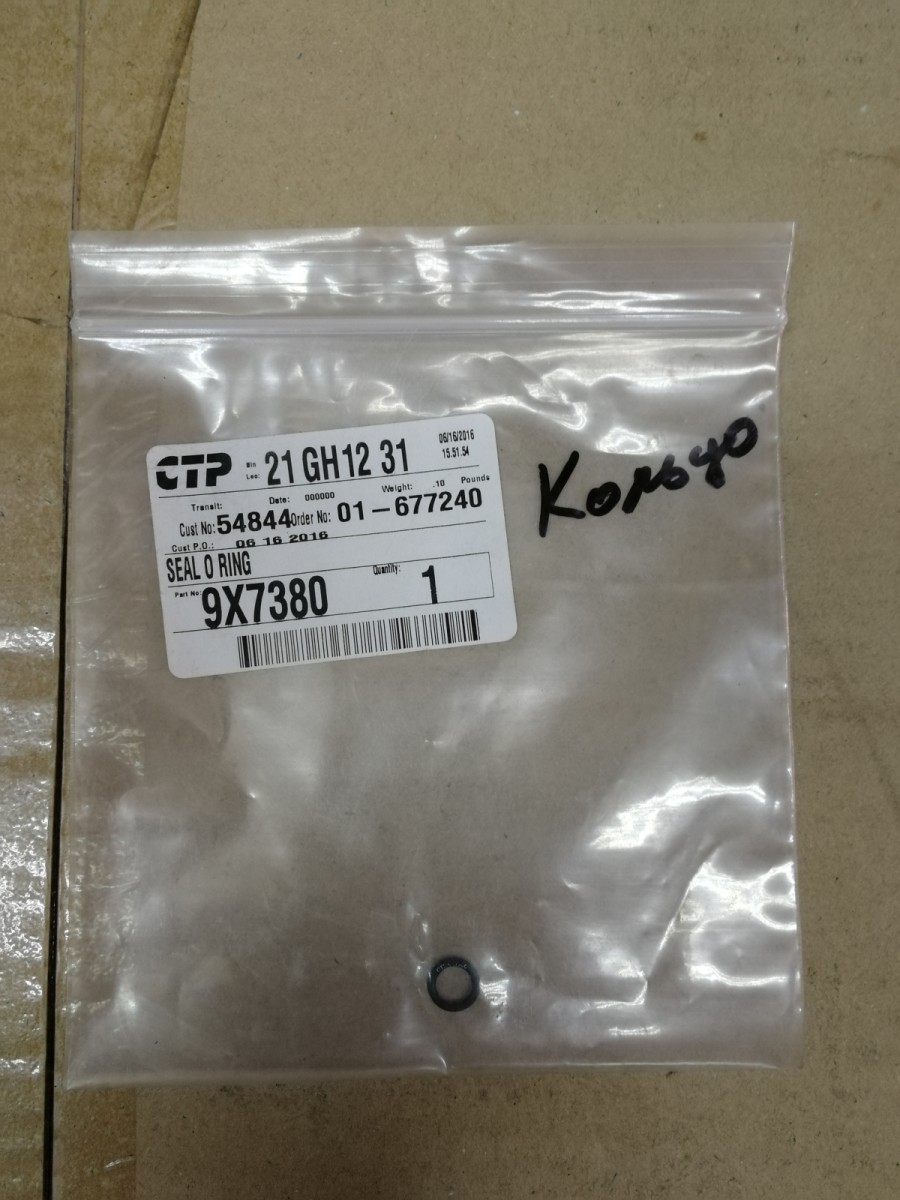 CTP Bin Loc: 21 GH12 31 06/16/2016
15.51.54
Transit: Date: 000000 Weight: .10 Pounds
Cust No: 54844 Order No: 01-677240
Cust P.O.: 06 16 2016
SEAL O RING
Part No: 9X7380 Quantity: 1
Кольцо